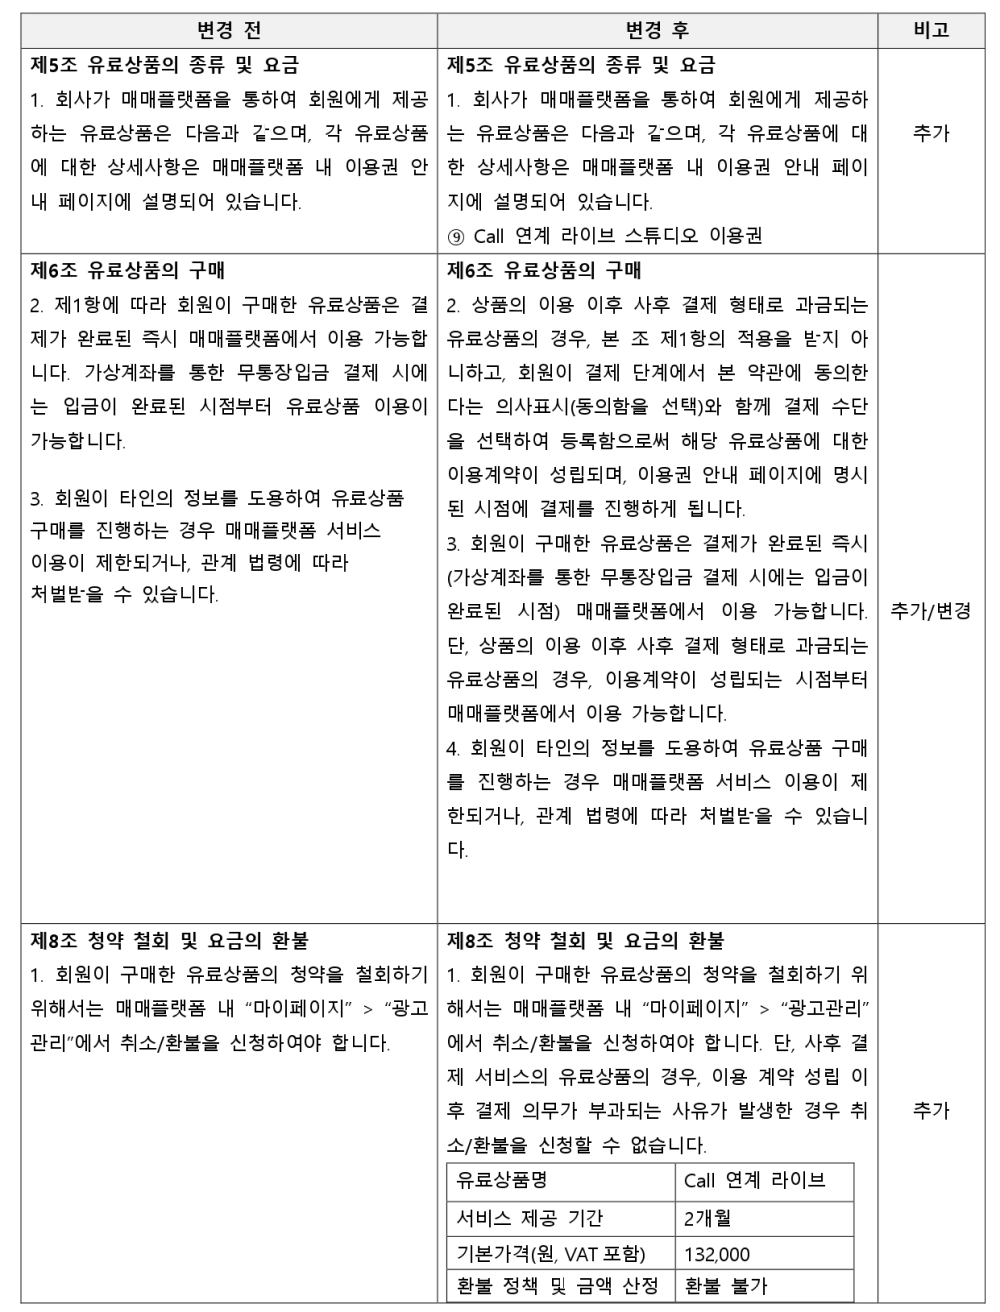 변경 전
변경 후
비고
제5조 유료상품의 종류 및 요금
1. 회사가 매매플랫폼을 통하여 회원에게 제공
하는 유료상품은 다음과 같으며, 각 유료상품
에 대한 상세사항은 매매플랫폼 내 이용권 안
내 페이지에 설명되어 있습니다.
제5조 유료상품의 종류 및 요금
1. 회사가 매매플랫폼을 통하여 회원에게 제공하
는 유료상품은 다음과 같으며, 각 유료상품에 대
한 상세사항은 매매플랫폼 내 이용권 안내 페이
지에 설명되어 있습니다.
⑨ Call 연계 라이브 스튜디오 이용권
추가
제6조 유료상품의 구매
2. 제1항에 따라 회원이 구매한 유료상품은 결
제가 완료된 즉시 매매플랫폼에서 이용 가능합
니다. 가상계좌를 통한 무통장입금 결제 시에
는 입금이 완료된 시점부터 유료상품 이용이
가능합니다.
3. 회원이 타인의 정보를 도용하여 유료상품
구매를 진행하는 경우 매매플랫폼 서비스
이용이 제한되거나, 관계 법령에 따라
처벌받을 수 있습니다.
제6조 유료상품의 구매
2. 상품의 이용 이후 사후 결제 형태로 과금되는
유료상품의 경우, 본 조 제1항의 적용을 받지 아
니하고, 회원이 결제 단계에서 본 약관에 동의한
다는 의사표시(동의함을 선택)와 함께 결제 수단
을 선택하여 등록함으로써 해당 유료상품에 대한
이용계약이 성립되며, 이용권 안내 페이지에 명시
된 시점에 결제를 진행하게 됩니다.
3. 회원이 구매한 유료상품은 결제가 완료된 즉시
(가상계좌를 통한 무통장입금 결제 시에는 입금이
완료된 시점) 매매플랫폼에서 이용 가능합니다.
단, 상품의 이용 이후 사후 결제 형태로 과금되는
유료상품의 경우, 이용계약이 성립되는 시점부터
매매플랫폼에서 이용 가능합니다.
4. 회원이 타인의 정보를 도용하여 유료상품 구매
를 진행하는 경우 매매플랫폼 서비스 이용이 제
한되거나, 관계 법령에 따라 처벌받을 수 있습니
다.
추가/변경
제8조 청약 철회 및 요금의 환불
1. 회원이 구매한 유료상품의 청약을 철회하기
위해서는 매매플랫폼 내 “마이페이지” > “광고
관리”에서 취소/환불을 신청하여야 합니다.
제8조 청약 철회 및 요금의 환불
1. 회원이 구매한 유료상품의 청약을 철회하기 위
해서는 매매플랫폼 내 “마이페이지” > “광고관리”
에서 취소/환불을 신청하여야 합니다. 단, 사후 결
제 서비스의 유료상품의 경우, 이용 계약 성립 이
후 결제 의무가 부과되는 사유가 발생한 경우 취
소/환불을 신청할 수 없습니다.
유료상품명
Call 연계 라이브
서비스 제공 기간
2개월
기본가격(원, VAT 포함)
132,000
환불 정책 및 금액 산정
환불 불가
추가